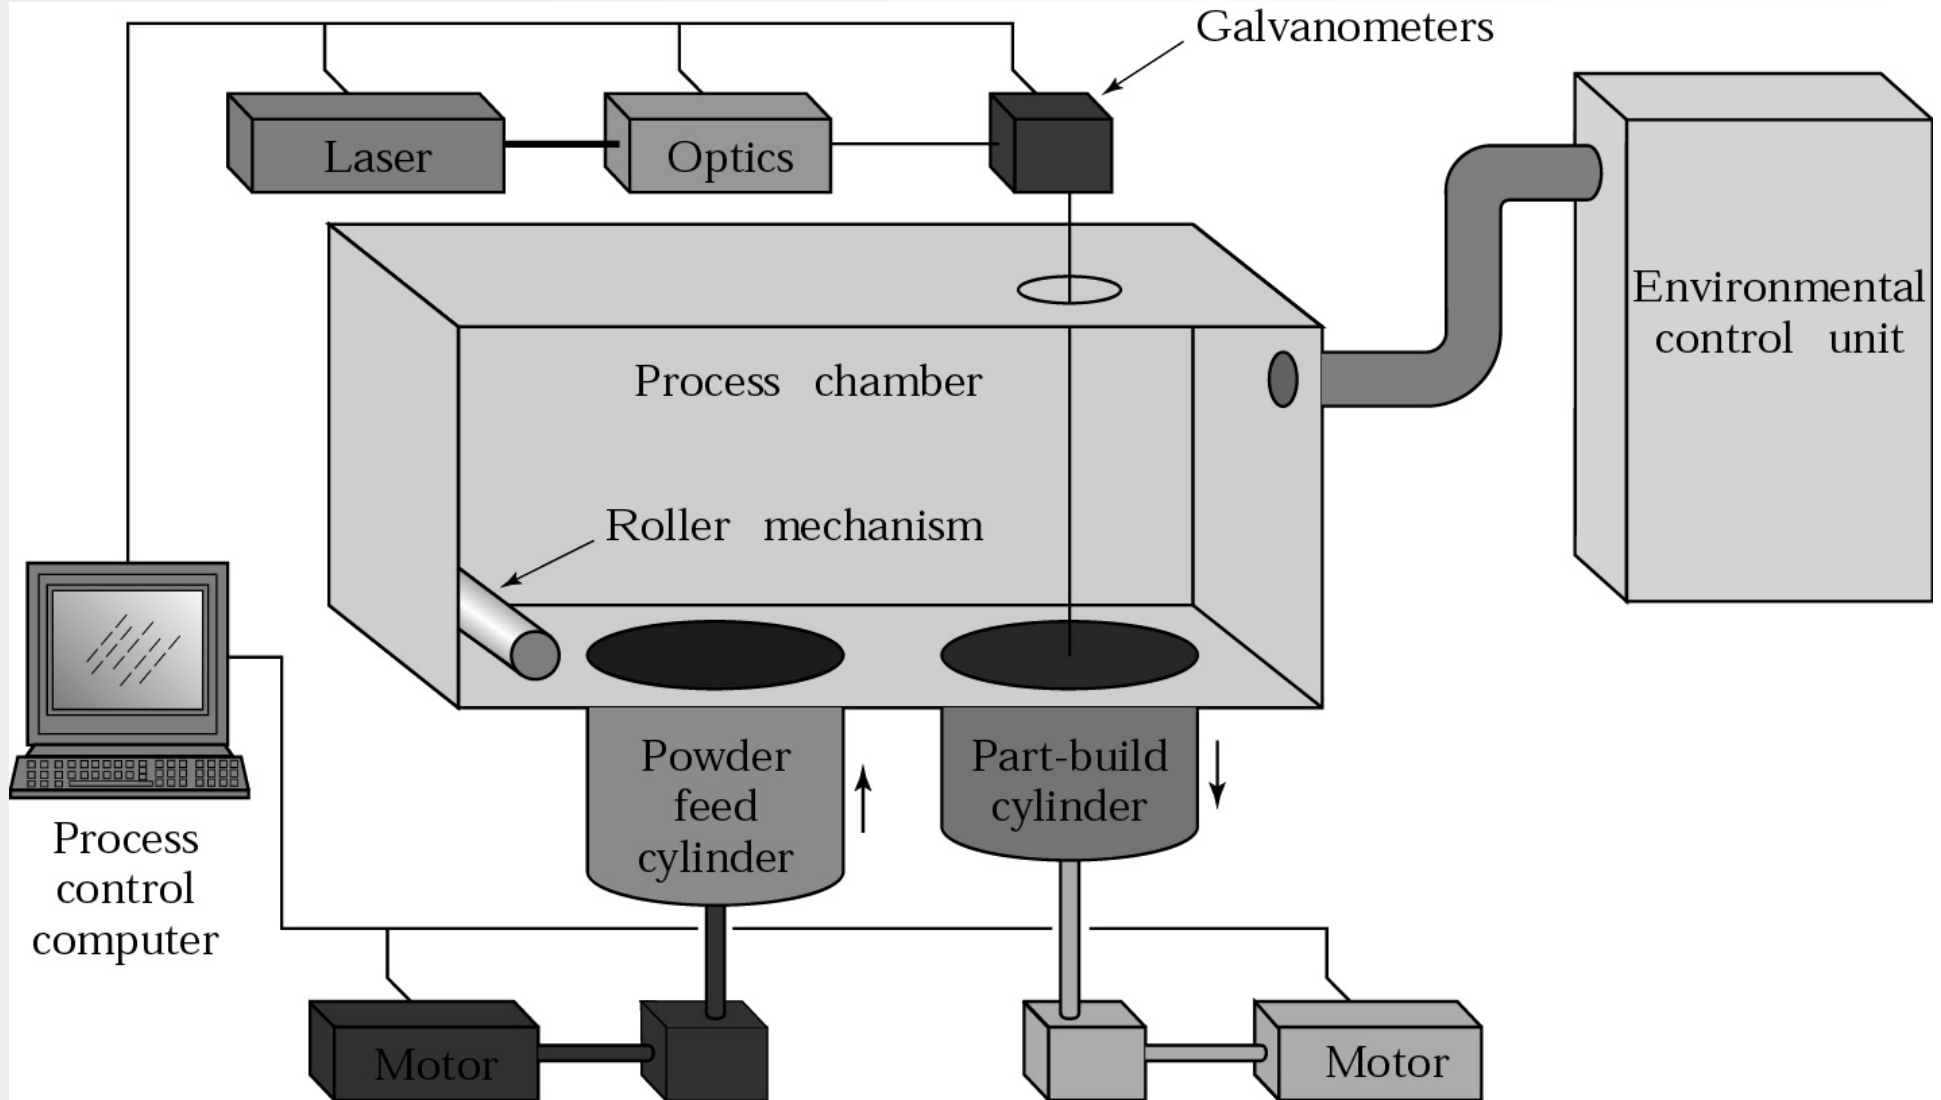 Galvanometers
Laser
Optics
Environmental
control unit
Process chamber
Roller mechanism
Powder
feed
cylinder
Part-build
cylinder
Process
control
computer
Motor
Motor